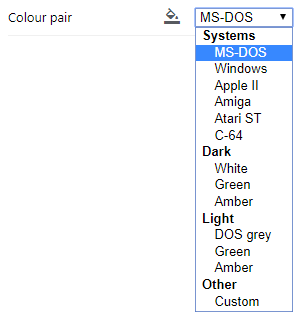 Colour pair MS-DOS
Systems
MS-DOS
Windows
Apple II
Amiga
Atari ST
C-64
Dark
White
Green
Amber
Light
DOS grey
Green
Amber
Other
Custom